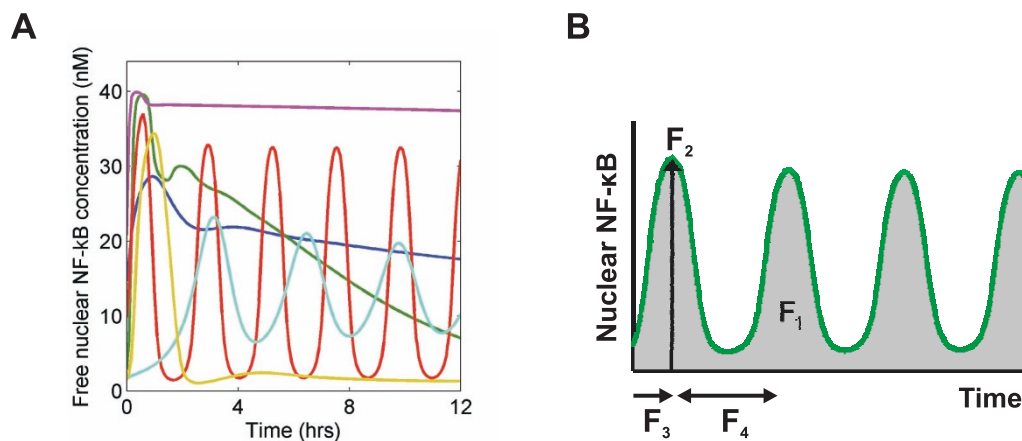 A
Free nuclear NF-kB concentration (nM)
40
30
20
10
0
0 4 8 12
Time (hrs)
B
Nuclear NF-κB
F₂
F₁
Time
F₃ F₄